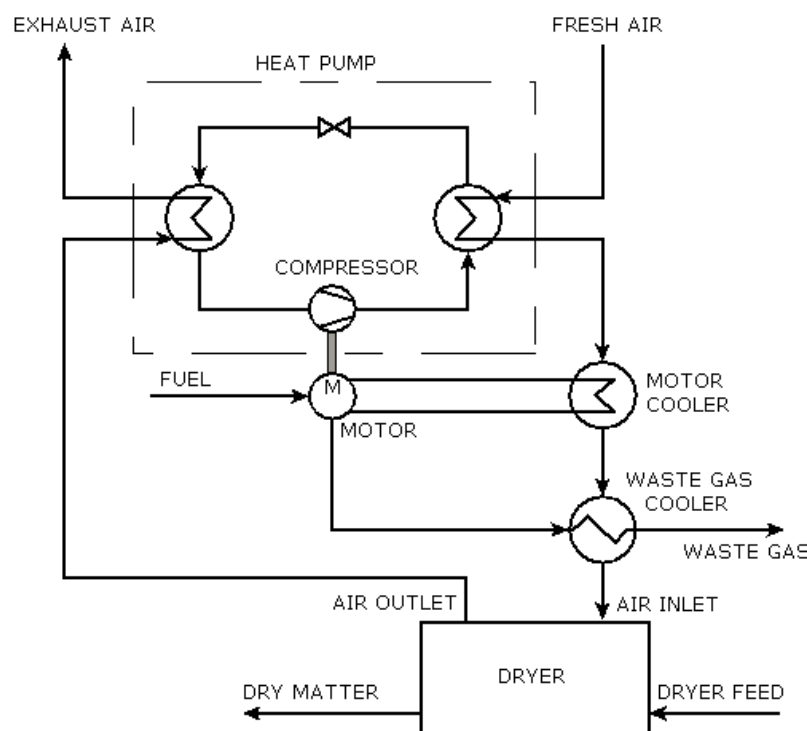 EXHAUST AIR
FRESH AIR
HEAT PUMP
COMPRESSOR
FUEL
M
MOTOR
MOTOR
COOLER
WASTE GAS
COOLER
WASTE GAS
AIR OUTLET
AIR INLET
DRYER
DRY MATTER
DRYER FEED